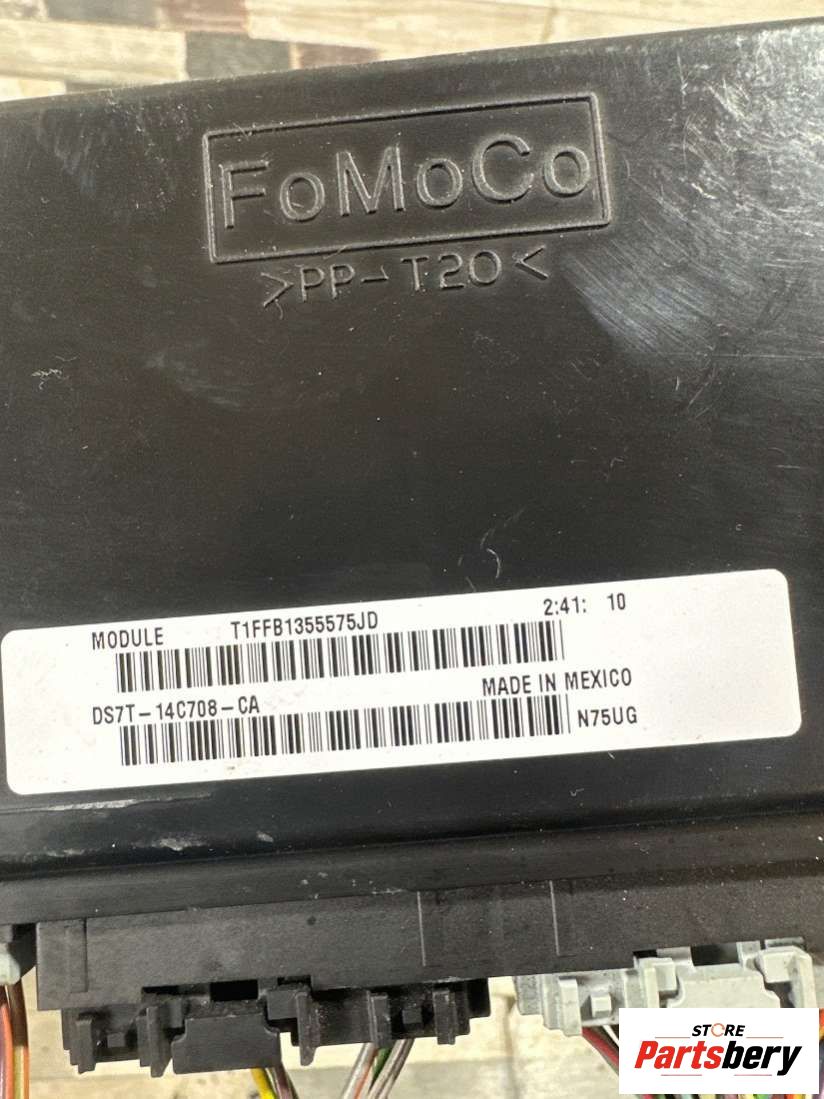 FoMoCo
>PP-T20<
MODULE T1FFB1355575JD 2:41: 10
DS7T-14C708-CA MADE IN MEXICO
N75UG
STORE
Partsbery